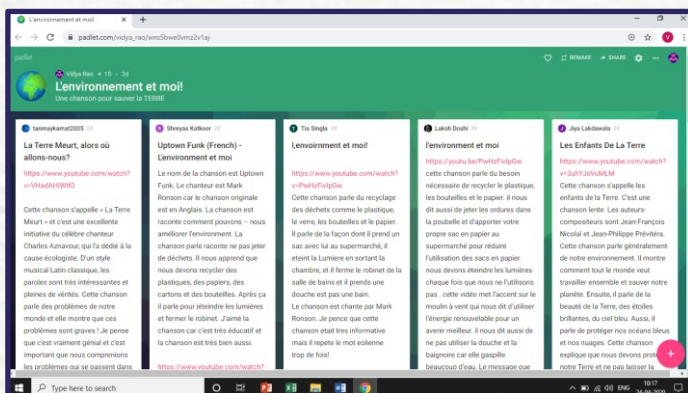 L'environnement et moi!
padlet.com/vidya_rao/wns5bwe0vmz2v1aj
padlet
REMAKE
SHARE
Vidya Rao + 15 • 3d
L'environnement et moi!
Une chanson pour sauver la TERRE
tanmaykamat2005 2d
La Terre Meurt, alors où
allons-nous?
https://www.youtube.com/watch?
v=VHadAHiWtf0
Cette chanson s'appelle « La Terre
Meurt » et c'est une excellente
initiative du célèbre chanteur
Charles Aznavour, qui l'a dédié à la
cause écologiste. D'un style
musical Latin classique, les
paroles sont très intéressantes et
pleines de vérités. Cette chanson
parle des problèmes de notre
monde et elle montre que ces
problèmes sont graves ! Je pense
que c'est vraiment génial et c'est
important que nous comprenions
les problèmes qui se passent dans
Shreyas Katkoor 2d
Uptown Funk (French) -
L'environnement et moi
Le nom de la chanson est Uptown
Funk. Le chanteur est Mark
Ronson car le chanson originale
est en Anglais. La chanson est
raconte comment pouvons – nous
améliorer l'environment. La
chanson parle raconte ne pas jeter
de déchets. Il nous apprend que
nous devons recycler des
plastiques, des papiers, des
cartons et des bouteilles. Après ça
il parle pour jéteindre les lumières
et fermer le robinet. J'aimé la
chanson car c'est très éducatif et
la chanson est très bien aussi.
https://www.youtube.com/watch?
Tia Singla 2d
l,envoirnment et moi!
https://www.youtube.com/watch?
v=PwHzFivIpGw
Cette chanson parle du recyclage
des déchets comme le plastique,
le verre, les bouteilles et le papier.
Il parle de la façon dont il prend un
sac avec lui au supermarché, il
eteint la Lumiere en sortant la
chambre, et il ferme le robinet de la
salle de bains et il prends une
douche est pas une bain.
Le chanson est chante par Mark
Ronson. Je pence que cette
chanson etait tres informative
mais il repete le mot eolienne
trop de fois!
Laksh Doshi 2d
l'environment et moi
https://youtu.be/PwHzFivIpGw
cette chanson parle du besoin
nécessaire de recycler le plastique,
les bouteilles et le papier. il nous
dit aussi de jeter les ordures dans
la poubelle et d'apporter votre
propre sac en papier au
supermarché pour réduire
l'utilisation des sacs en papier.
nous devons éteindre les lumières
chaque fois que nous ne l'utilisons
pas . cette vidéo met l'accent sur le
moulin à vent qui nous dit d'utiliser
l'énergie renouvelable pour un
avenir meilleur. il nous dit aussi de
ne pas utiliser la douche et la
baignoire car elle gaspille
beaucoup d'eau. Le message que
Jiya Lakdawala 2d
Les Enfants De La Terre
https://www.youtube.com/watch?
v=3uhYJsVuMLM
Cette chanson s'appelle les
enfants de la Terre. C'est une
chanson lente. Les auteurs-
compositeurs sont Jean-François
Nicolaï et Jean-Philippe Prévitéra.
Cette chanson parle généralement
de notre environnement. Il montre
comment tout le monde veut
travailler ensemble et sauver notre
planète. Ensuite, il parle de la
beauté de la Terre, des étoiles
brillantes, du ciel bleu. Aussi, il
parle de protéger nos océans bleus
et nos nuages. Cette chanson
explique que nous devons
notre Terre et ne pas laisser la
Type here to search
ENG
10:17
24-04-2020